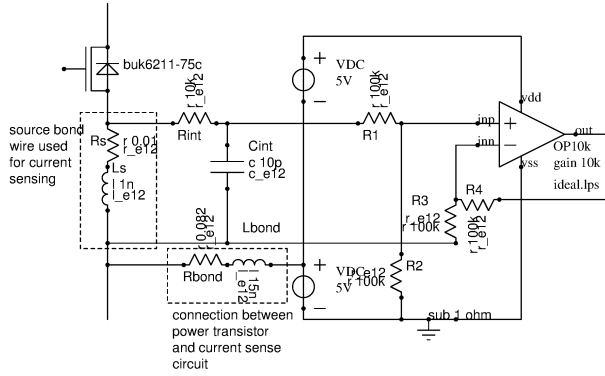 buk6211-75c
VDC
5V
r 10k
r_e12
Rint
r 100k
r_e12
R1
vdd
inp
inn
out
vss
OP10k
gain 10k
ideal.lps
source bond
wire used
for current
sensing
Rs
r 0.01
r_e12
Ls
l 1n
l_e12
Cint
c 10p
c_e12
R3
r_e12
r 100k
R4
r 100k
r_e12
Lbond
r 0.082
r_e12
Rbond
l 15n
l_e12
VDC
5V
r_e12
r 100k
R2
sub 1 ohm
connection between
power transistor
and current sense
circuit